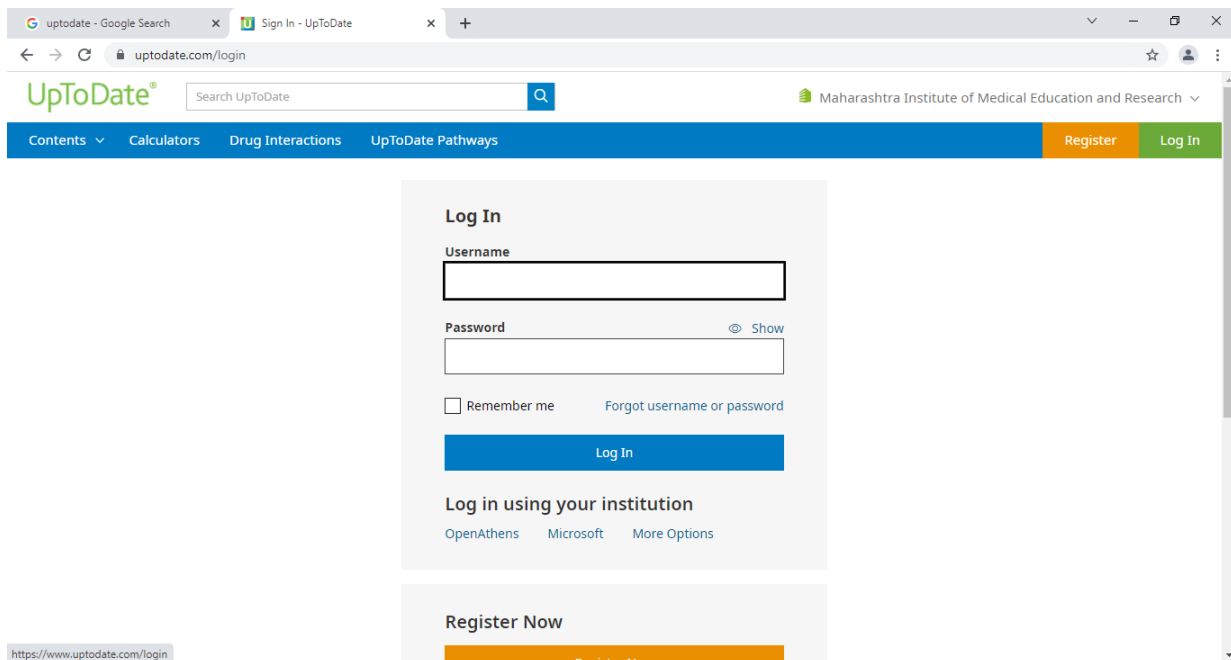 uptodate - Google Search
Sign In - UpToDate
uptodate.com/login
UpToDate®
Search UpToDate
Maharashtra Institute of Medical Education and Research
Contents Calculators Drug Interactions UpToDate Pathways Register Log In
Log In
Username
Password Show
Remember me Forgot username or password
Log In
Log in using your institution
OpenAthens Microsoft More Options
Register Now
https://www.uptodate.com/login